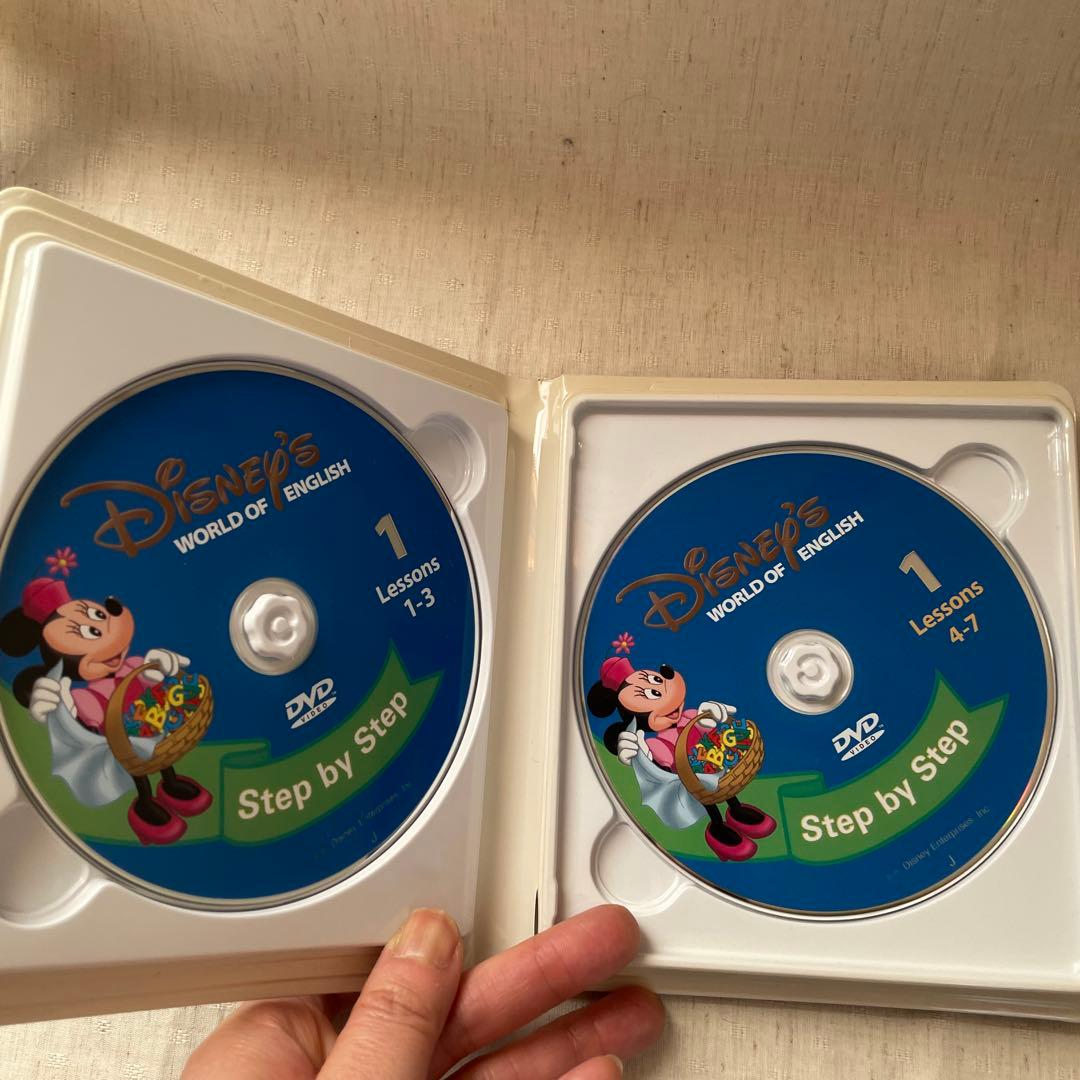 Disney's
WORLD OF ENGLISH
1
Lessons
1-3
DVD
VIDEO
Step by Step
J
Disney's
WORLD OF ENGLISH
1
Lessons
4-7
DVD
VIDEO
Step by Step
Disney Enterprises, Inc.
J